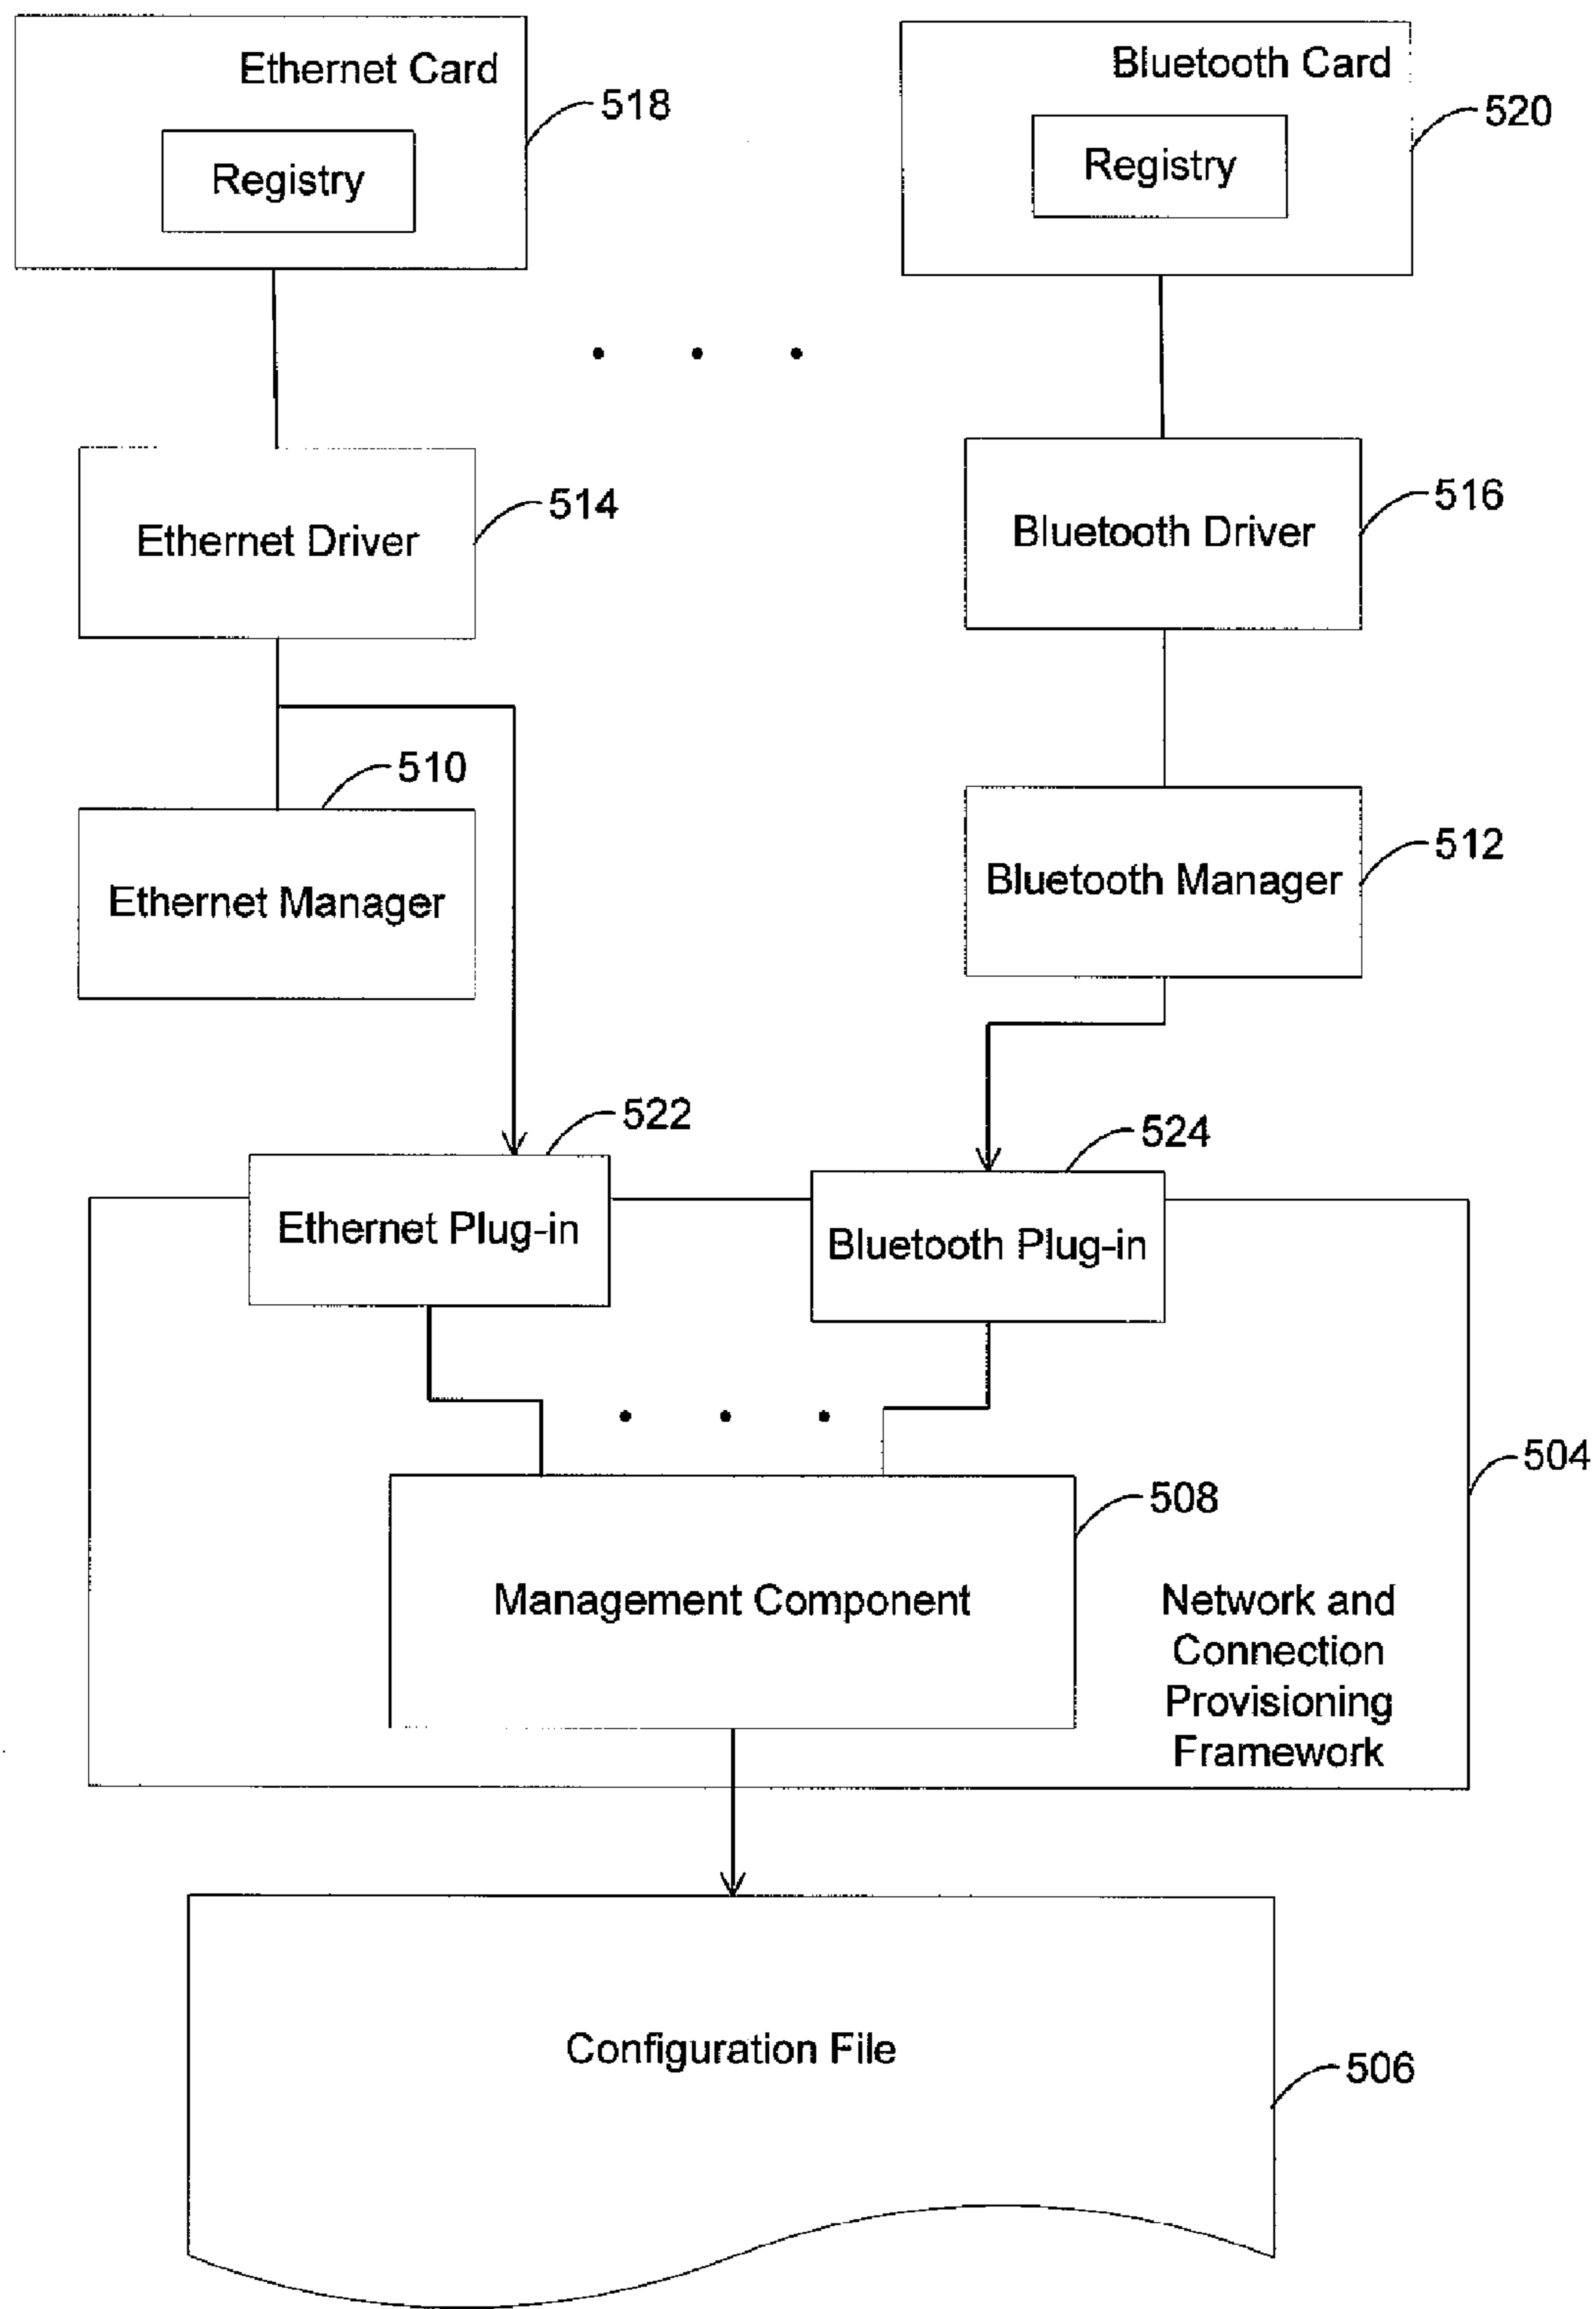 Ethernet Card
518
Registry
Bluetooth Card
520
Registry
Ethernet Driver
514
Bluetooth Driver
516
510
Ethernet Manager
Bluetooth Manager
512
522
Ethernet Plug-in
524
Bluetooth Plug-in
504
508
Management Component
Network and
Connection
Provisioning
Framework
Configuration File
506